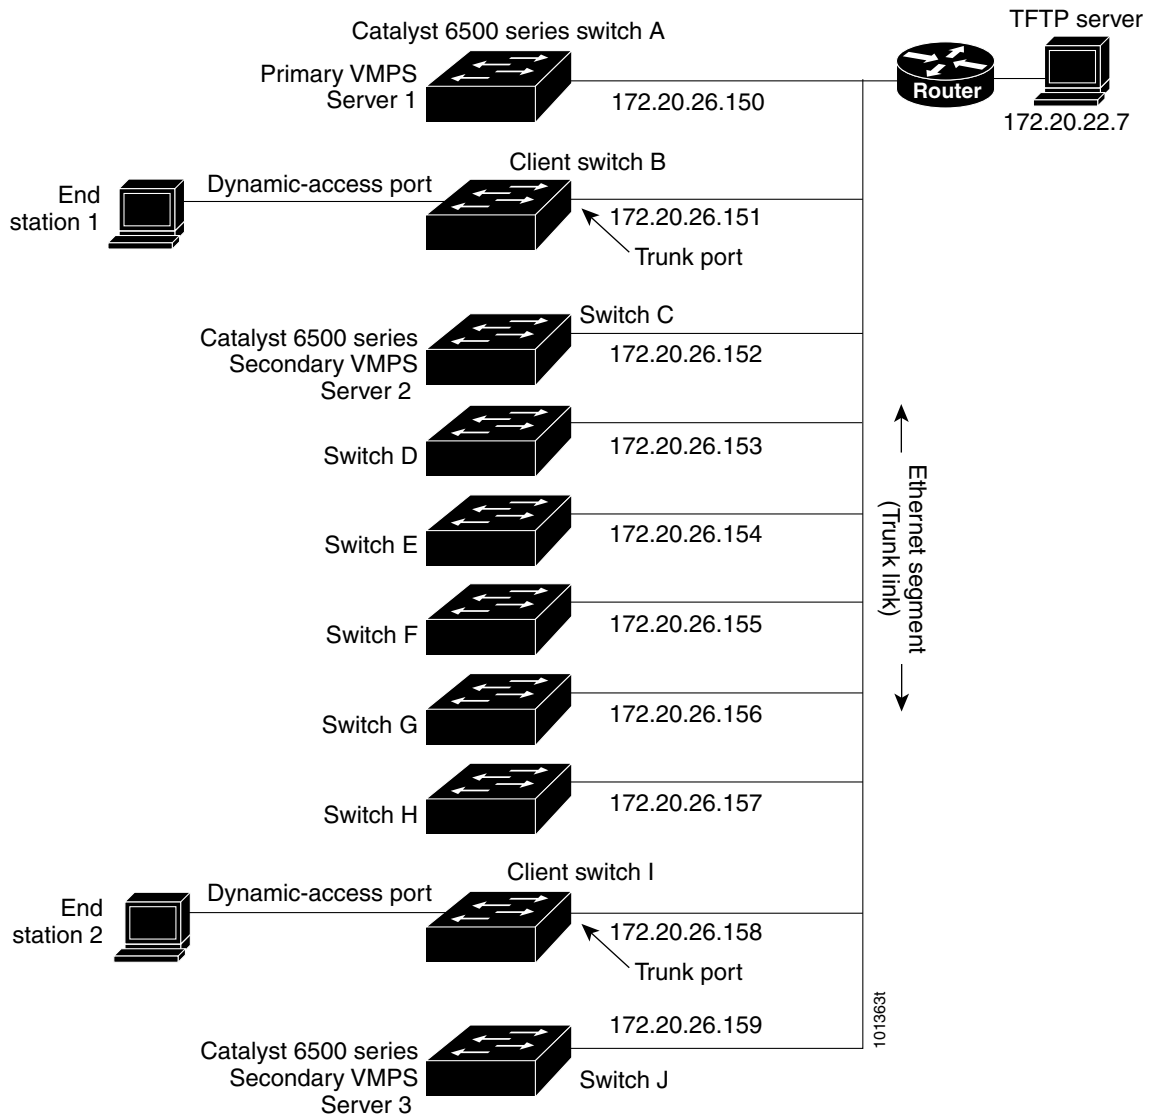 Catalyst 6500 series switch A
TFTP server
Primary VMPS
Server 1
172.20.26.150
Router
172.20.22.7
Client switch B
End
station 1
Dynamic-access port
172.20.26.151
Trunk port
Switch C
Catalyst 6500 series
Secondary VMPS
Server 2
172.20.26.152
Switch D
172.20.26.153
Switch E
172.20.26.154
Ethernet segment
(Trunk link)
Switch F
172.20.26.155
Switch G
172.20.26.156
Switch H
172.20.26.157
Client switch I
End
station 2
Dynamic-access port
172.20.26.158
Trunk port
172.20.26.159
101363t
Catalyst 6500 series
Secondary VMPS
Server 3
Switch J